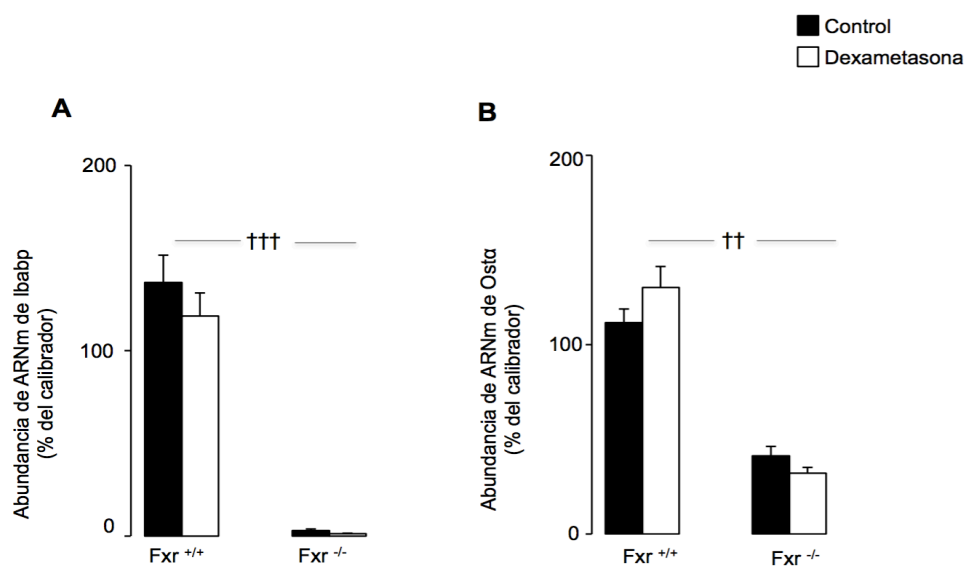 Control
Dexametasona
A
B
Abundancia de ARNm de Ibabp
(% del calibrador)
200
100
0
†††
Fxr +/+
Fxr -/-
Abundancia de ARNm de Ostα
(% del calibrador)
200
100
0
††
Fxr +/+
Fxr -/-